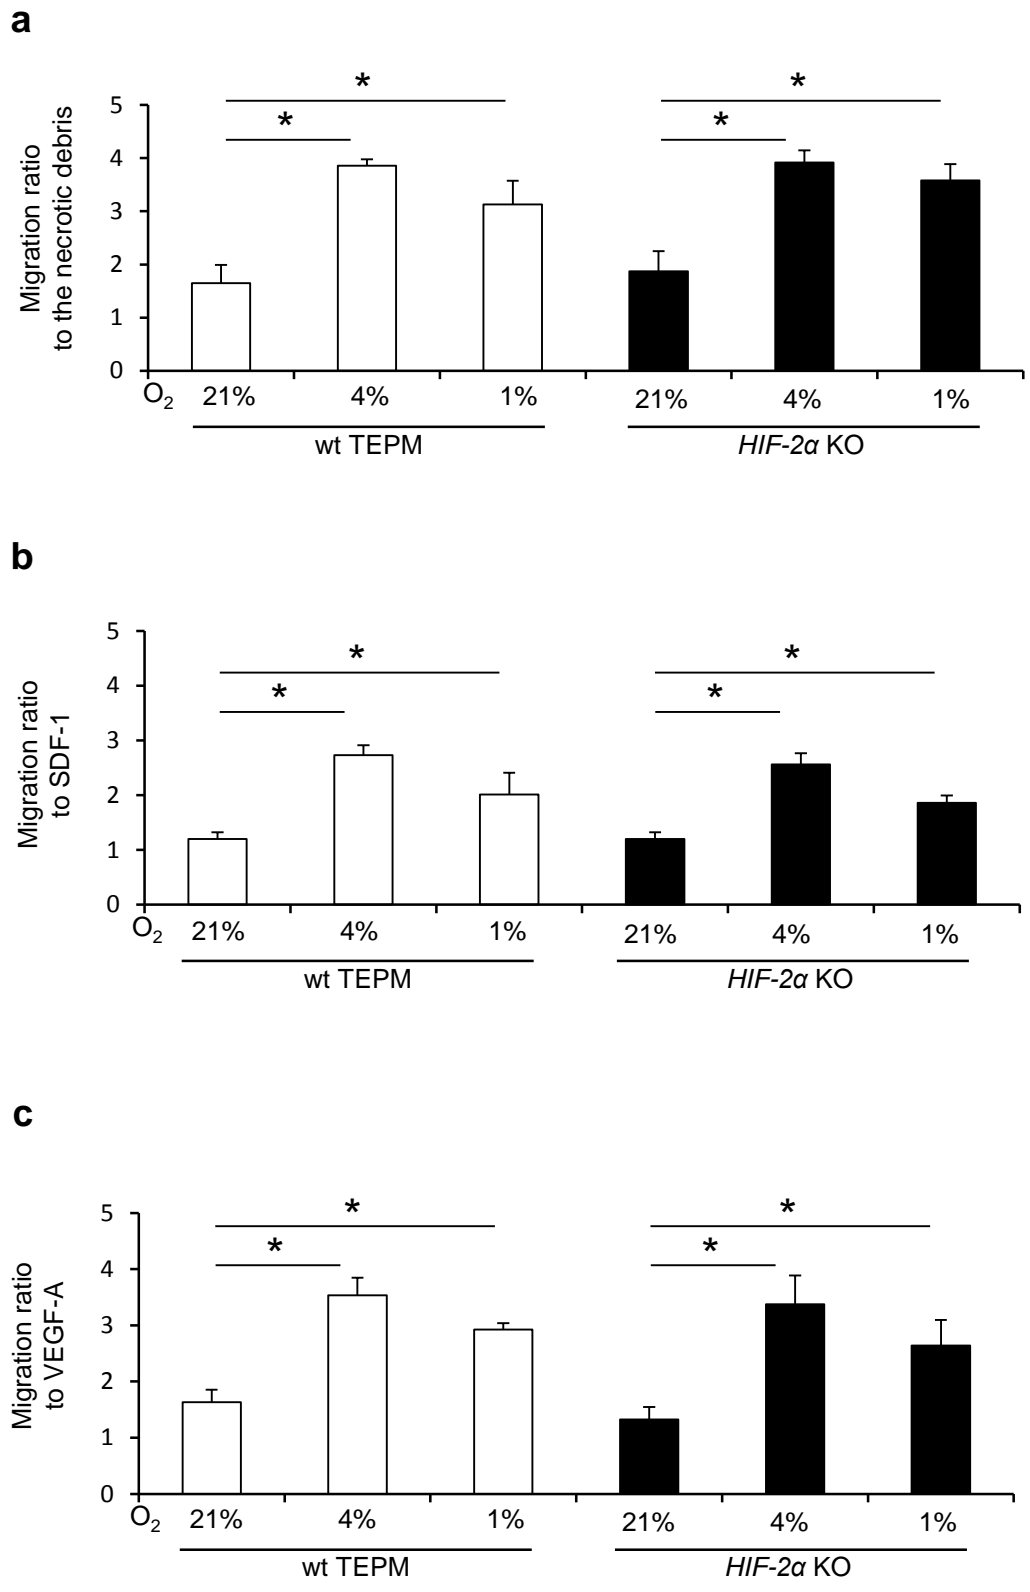 a
Migration ratio
to the necrotic debris
5
4
3
2
1
0
* *
* *
O2 21% 4% 1% 21% 4% 1%
wt TEPM HIF-2α KO
b
Migration ratio
to SDF-1
5
4
3
2
1
0
* *
* *
O2 21% 4% 1% 21% 4% 1%
wt TEPM HIF-2α KO
c
Migration ratio
to VEGF-A
5
4
3
2
1
0
* *
* *
O2 21% 4% 1% 21% 4% 1%
wt TEPM HIF-2α KO